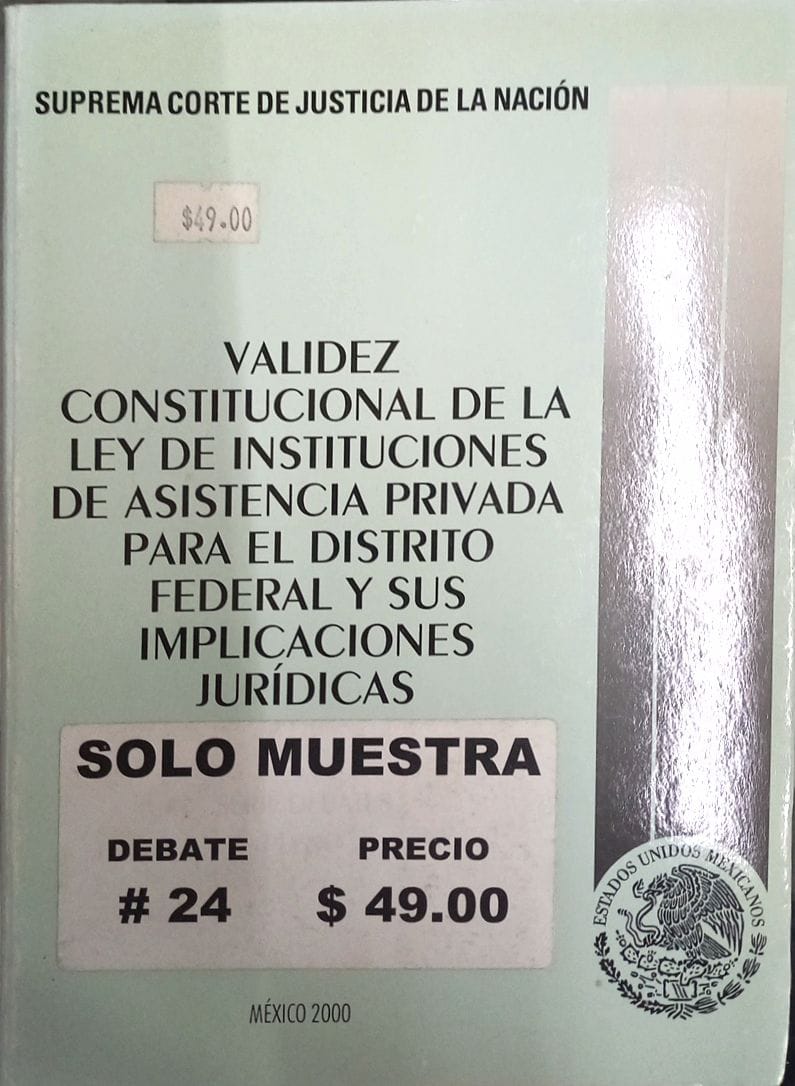 SUPREMA CORTE DE JUSTICIA DE LA NACIÓN
$49.00
VALIDEZ
CONSTITUCIONAL DE LA
LEY DE INSTITUCIONES
DE ASISTENCIA PRIVADA
PARA EL DISTRITO
FEDERAL Y SUS
IMPLICACIONES
JURÍDICAS
SOLO MUESTRA
DEBATE PRECIO
# 24 $ 49.00
ESTADOS UNIDOS MEXICANOS
MÉXICO 2000